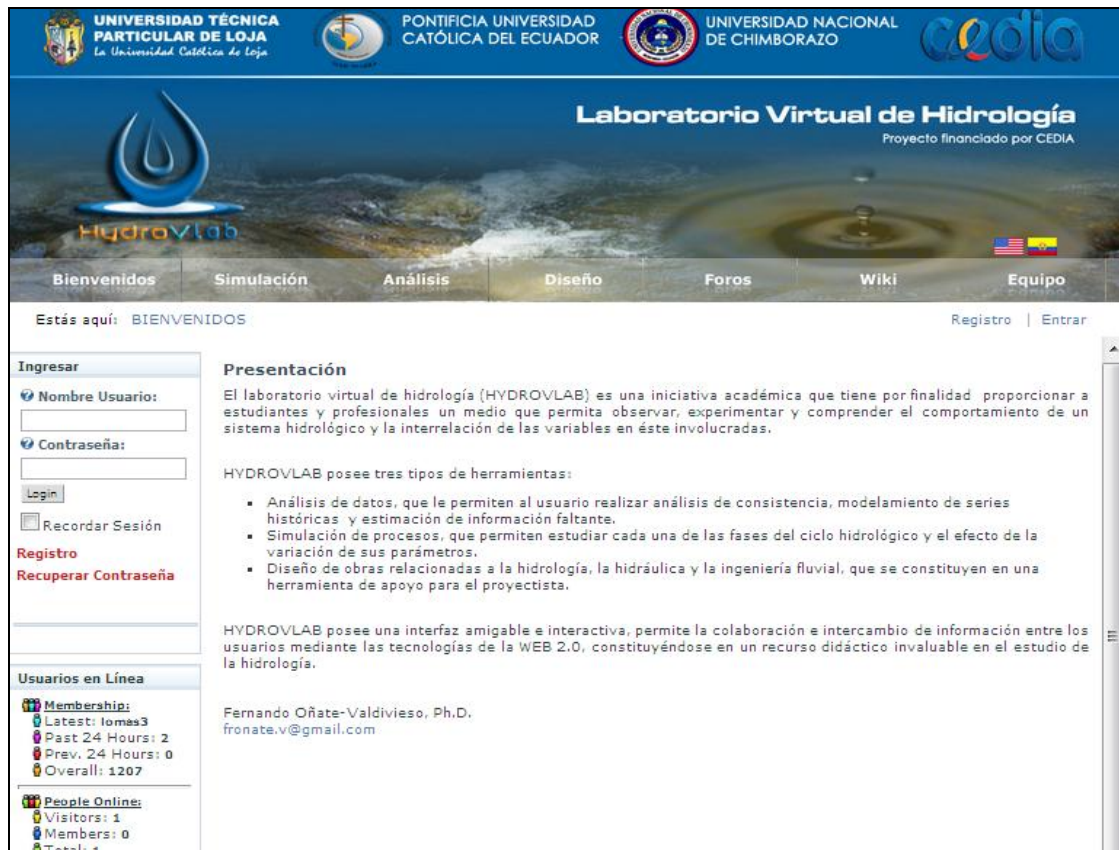 UNIVERSIDAD TÉCNICA
PARTICULAR DE LOJA
La Universidad Católica de Loja
PONTIFICIA UNIVERSIDAD
CATÓLICA DEL ECUADOR
UNIVERSIDAD NACIONAL
DE CHIMBORAZO
cedia
Laboratorio Virtual de Hidrología
Proyecto financiado por CEDIA
HydroVlab
Bienvenidos
Simulación
Análisis
Diseño
Foros
Wiki
Equipo
Estás aquí: BIENVENIDOS
Registro | Entrar
Ingresar
Nombre Usuario:
Contraseña:
Login
Recordar Sesión
Registro
Recuperar Contraseña
Usuarios en Línea
Membership:
Latest: lomas3
Past 24 Hours: 2
Prev. 24 Hours: 0
Overall: 1207
People Online:
Visitors: 1
Members: 0
Total: 1
Presentación
El laboratorio virtual de hidrología (HYDROVLAB) es una iniciativa académica que tiene por finalidad proporcionar a
estudiantes y profesionales un medio que permita observar, experimentar y comprender el comportamiento de un
sistema hidrológico y la interrelación de las variables en éste involucradas.
HYDROVLAB posee tres tipos de herramientas:
Análisis de datos, que le permiten al usuario realizar análisis de consistencia, modelamiento de series
históricas y estimación de información faltante.
Simulación de procesos, que permiten estudiar cada una de las fases del ciclo hidrológico y el efecto de la
variación de sus parámetros.
Diseño de obras relacionadas a la hidrología, la hidráulica y la ingeniería fluvial, que se constituyen en una
herramienta de apoyo para el proyectista.
HYDROVLAB posee una interfaz amigable e interactiva, permite la colaboración e intercambio de información entre los
usuarios mediante las tecnologías de la WEB 2.0, constituyéndose en un recurso didáctico invaluable en el estudio de
la hidrología.
Fernando Oñate-Valdivieso, Ph.D.
fronate.v@gmail.com